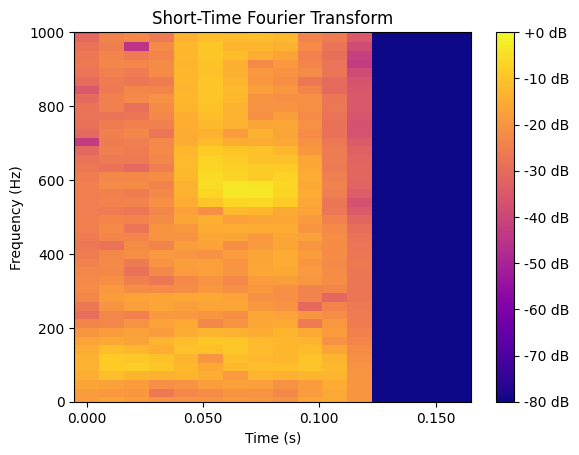 Short-Time Fourier Transform
1000
800
600
400
200
0
Frequency (Hz)
0.000
0.050
0.100
0.150
Time (s)
+0 dB
-10 dB
-20 dB
-30 dB
-40 dB
-50 dB
-60 dB
-70 dB
-80 dB